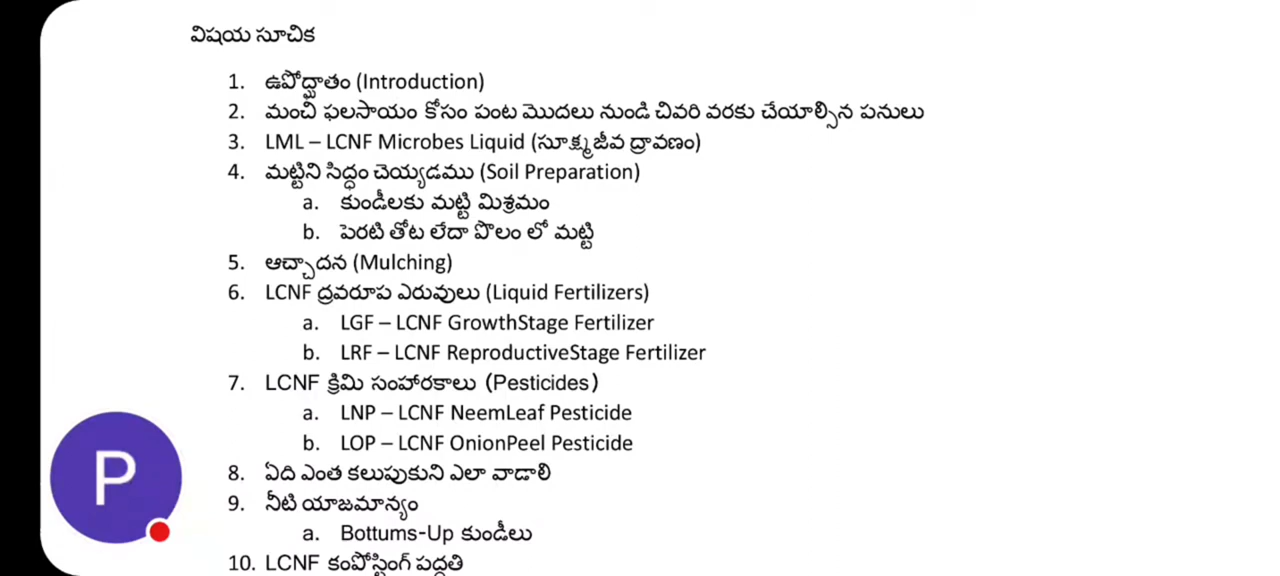 విషయ సూచిక
1. ఉపోద్ఘాతం (Introduction)
2. మంచి ఫలసాయం కోసం పంట మొదలు నుండి చివరి వరకు చేయాల్సిన పనులు
3. LML – LCNF Microbes Liquid (సూక్ష్మజీవ ద్రావణం)
4. మట్టిని సిద్ధం చెయ్యడము (Soil Preparation)
a. కుండీలకు మట్టి మిశ్రమం
b. పెరటి తోట లేదా పొలం లో మట్టి
5. ఆచ్చాదన (Mulching)
6. LCNF ద్రవరూప ఎరువులు (Liquid Fertilizers)
a. LGF – LCNF GrowthStage Fertilizer
b. LRF – LCNF ReproductiveStage Fertilizer
7. LCNF క్రిమి సంహారకాలు (Pesticides)
a. LNP – LCNF NeemLeaf Pesticide
b. LOP – LCNF OnionPeel Pesticide
P
8. ఏది ఎంత కలుపుకుని ఎలా వాడాలి
9. నీటి యాజమాన్యం
a. Bottums-Up కుండీలు
10. LCNF కంపోస్టింగ్ పద్ధతి